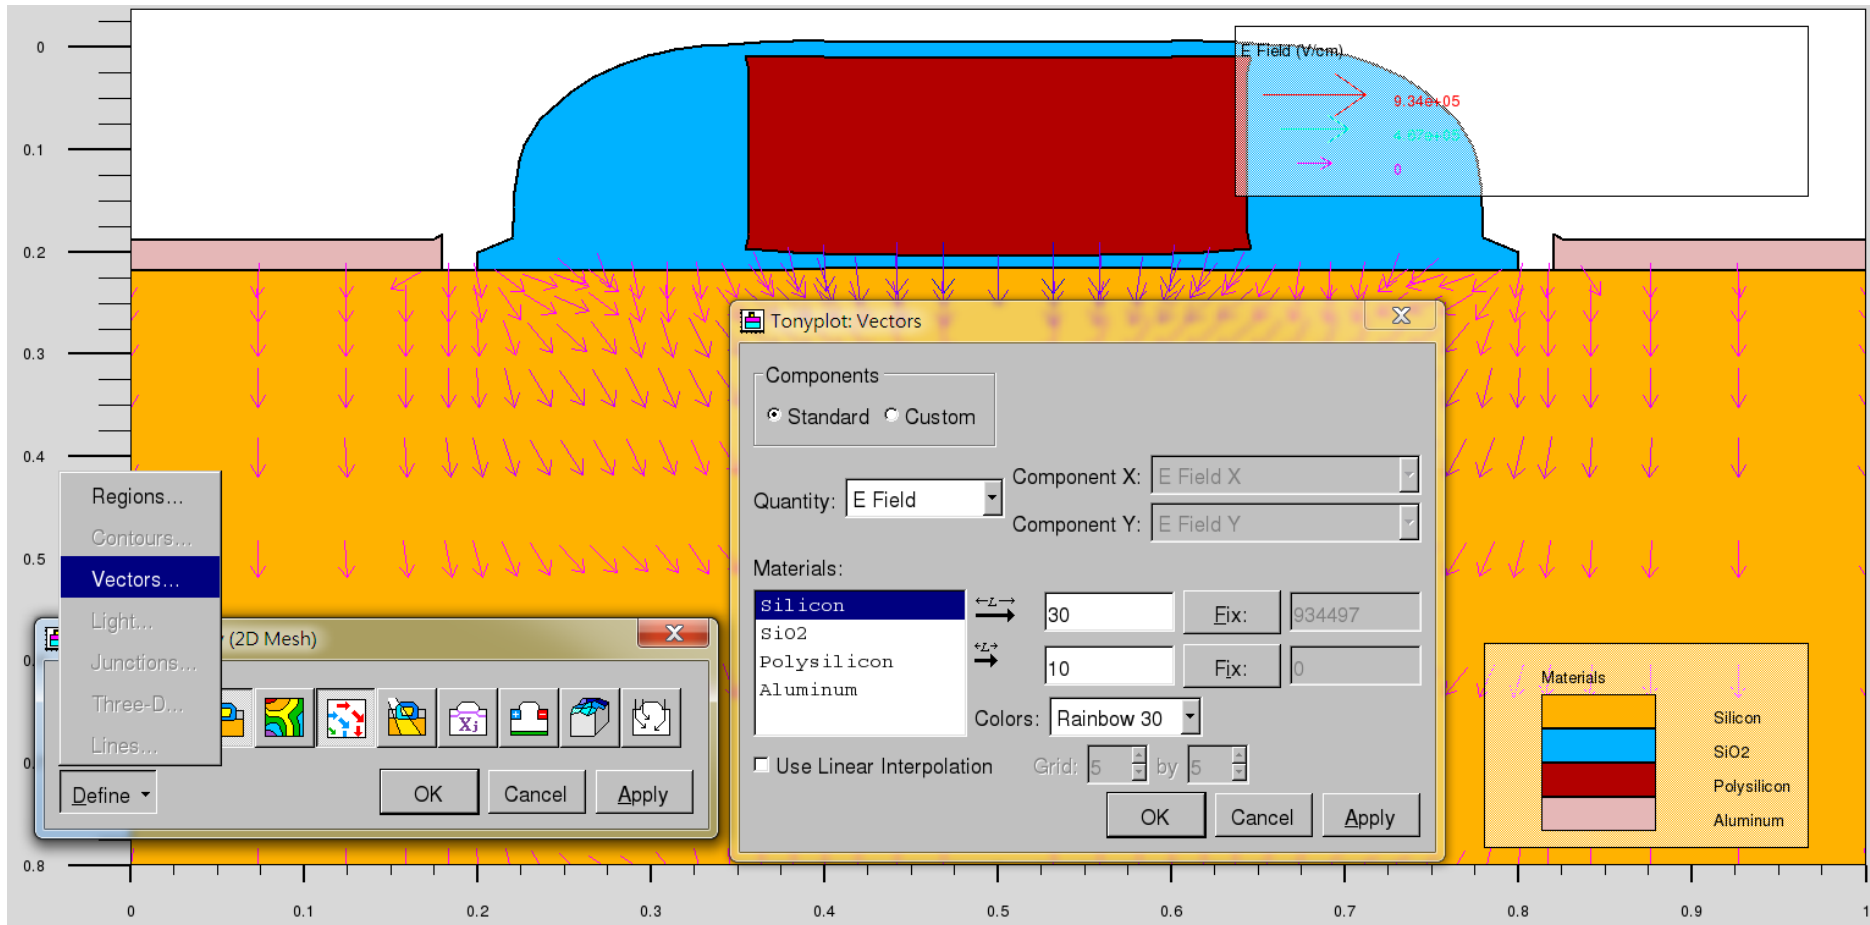 0
0.1
0.2
0.3
0.4
0.5
0.8
0 0.1 0.2 0.3 0.4 0.5 0.6 0.7 0.8 0.9 1
E Field (V/cm)
9.34e+05
4.67e+05
0
Regions...
Contours...
Vectors...
Light...
Junctions...
Three-D...
Lines...
(2D Mesh)
Xj
Define
OK Cancel Apply
Tonyplot: Vectors
Components
Standard Custom
Quantity: E Field
Component X: E Field X
Component Y: E Field Y
Materials:
Silicon
SiO2
Polysilicon
Aluminum
L 30 Fix: 934497
L 10 Fix: 0
Colors: Rainbow 30
Use Linear Interpolation Grid: 5 by 5
OK Cancel Apply
Materials
Silicon
SiO2
Polysilicon
Aluminum